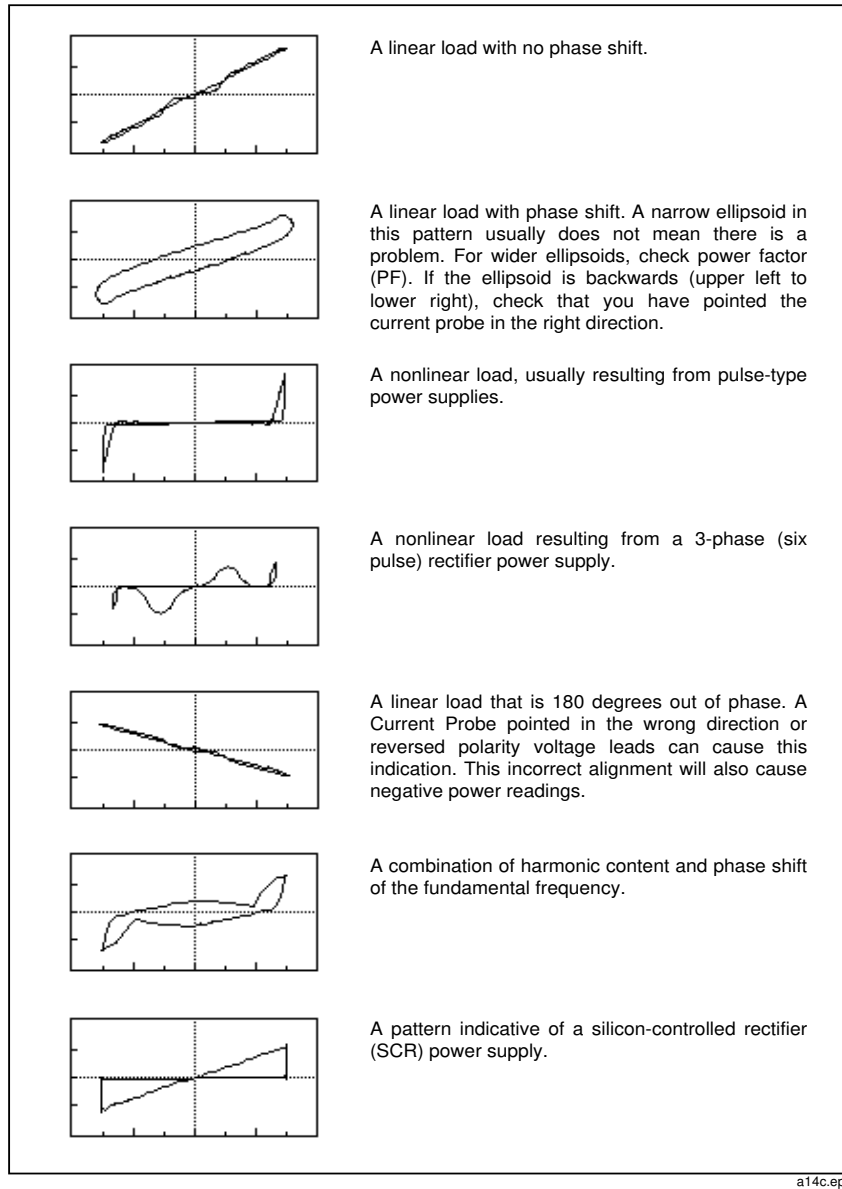 A linear load with no phase shift.
A linear load with phase shift. A narrow ellipsoid in
this pattern usually does not mean there is a
problem. For wider ellipsoids, check power factor
(PF). If the ellipsoid is backwards (upper left to
lower right), check that you have pointed the
current probe in the right direction.
A nonlinear load, usually resulting from pulse-type
power supplies.
A nonlinear load resulting from a 3-phase (six
pulse) rectifier power supply.
A linear load that is 180 degrees out of phase. A
Current Probe pointed in the wrong direction or
reversed polarity voltage leads can cause this
indication. This incorrect alignment will also cause
negative power readings.
A combination of harmonic content and phase shift
of the fundamental frequency.
A pattern indicative of a silicon-controlled rectifier
(SCR) power supply.
a14c.ep